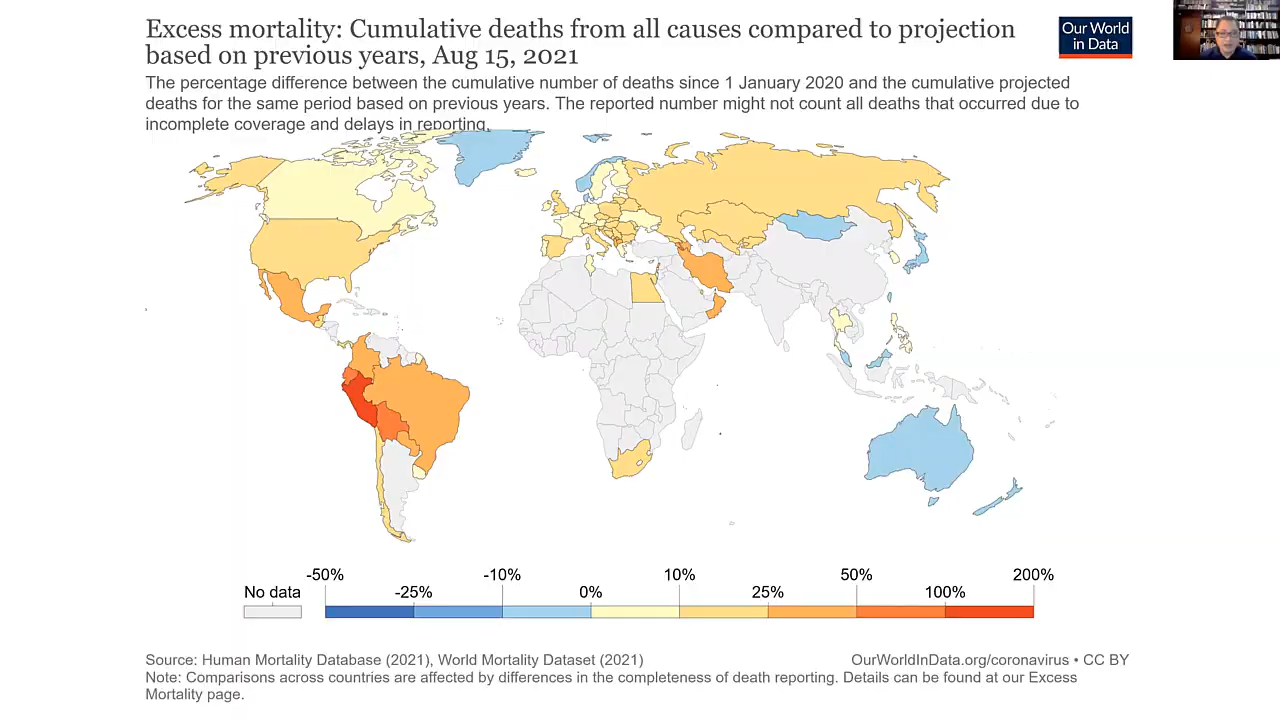 Excess mortality: Cumulative deaths from all causes compared to projection
based on previous years, Aug 15, 2021
Our World
in Data
The percentage difference between the cumulative number of deaths since 1 January 2020 and the cumulative projected
deaths for the same period based on previous years. The reported number might not count all deaths that occurred due to
incomplete coverage and delays in reporting.
-50% -10% 10% 50% 200%
No data -25% 0% 25% 100%
Source: Human Mortality Database (2021), World Mortality Dataset (2021) OurWorldInData.org/coronavirus • CC BY
Note: Comparisons across countries are affected by differences in the completeness of death reporting. Details can be found at our Excess
Mortality page.